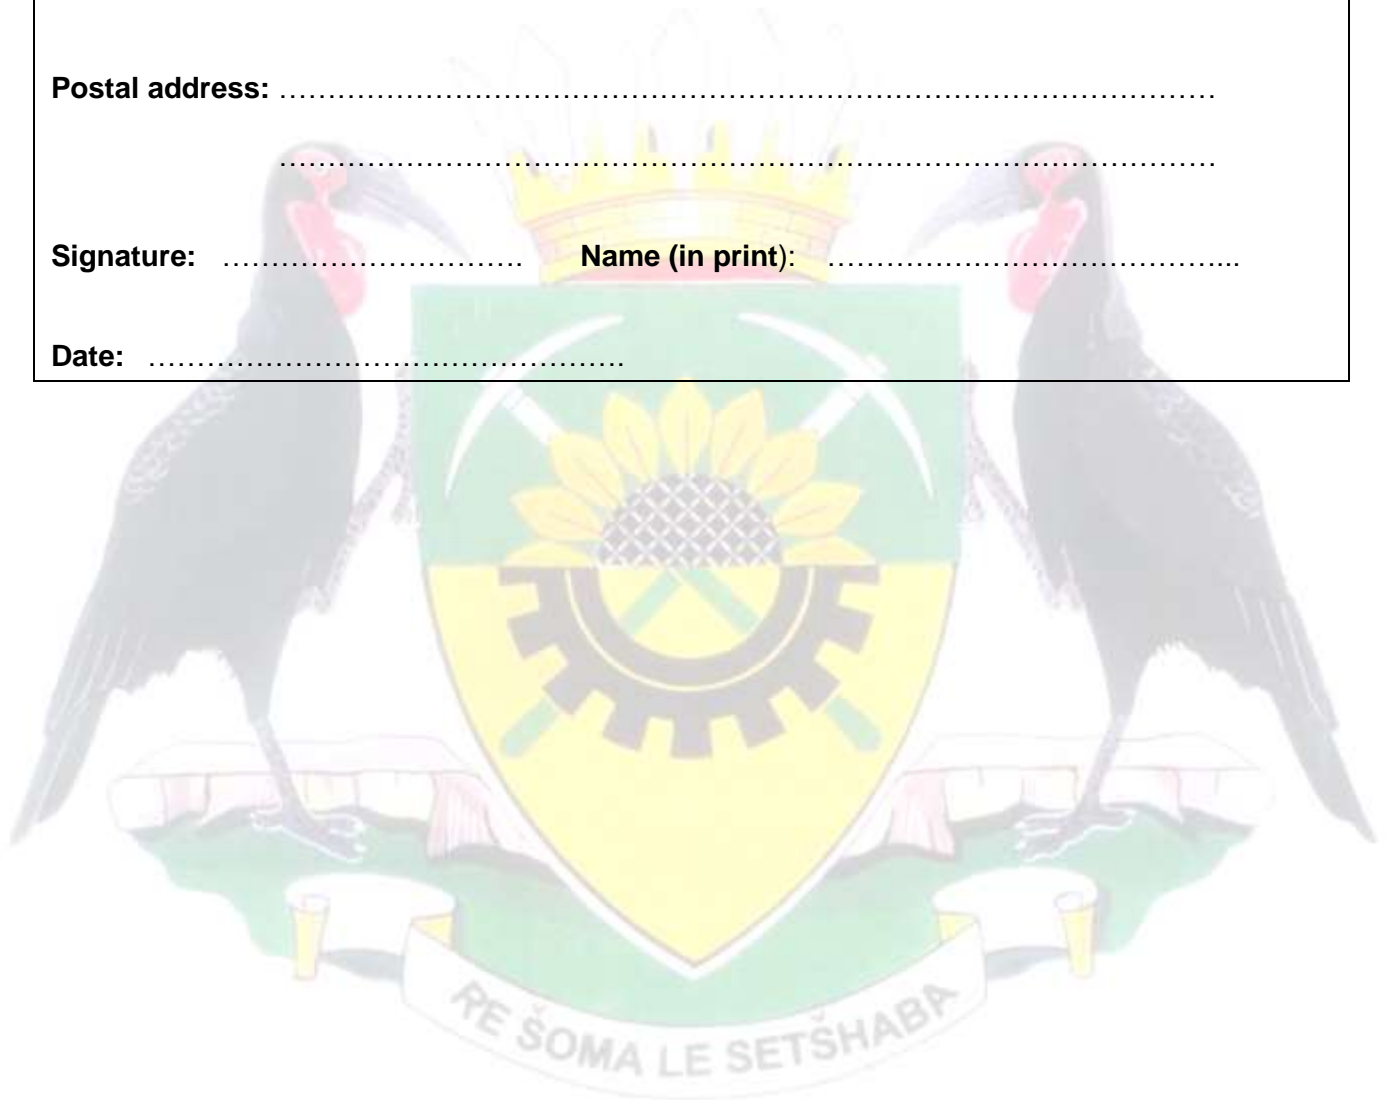 Postal address: ……………………………………………………………………………………
……………………………………………………………………………………
Signature: …………………………. Name (in print): …………………………………...
Date: ………………………………………….
RE ŠOMA LE SETŠHABA